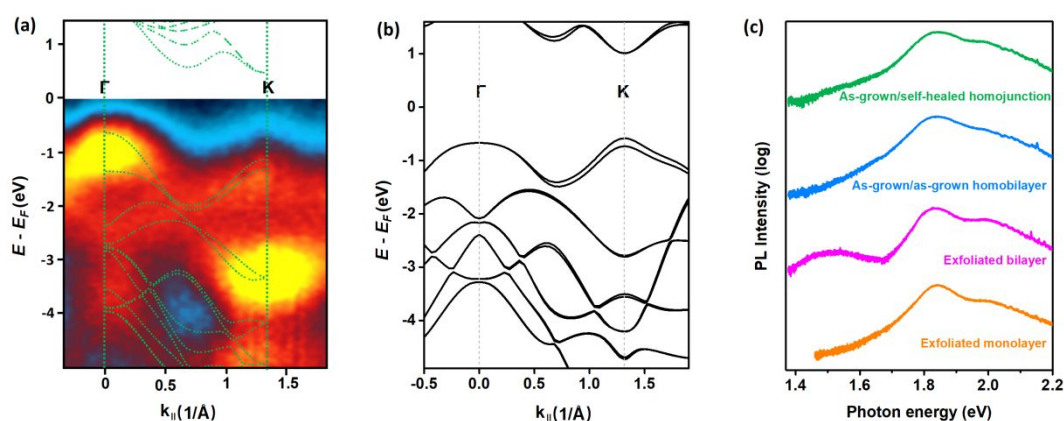 (a)
1
Γ
K
0
-1
-2
-3
-4
E - E_F (eV)
0
0.5
1
1.5
k||(1/Å)
(b)
1
Γ
K
0
-1
-2
-3
-4
E - E_F (eV)
-0.5
0.0
0.5
1.0
1.5
k||(1/Å)
(c)
PL Intensity (log)
As-grown/self-healed homojunction
As-grown/as-grown homobilayer
Exfoliated bilayer
Exfoliated monolayer
1.4
1.6
1.8
2.0
2.2
Photon energy (eV)